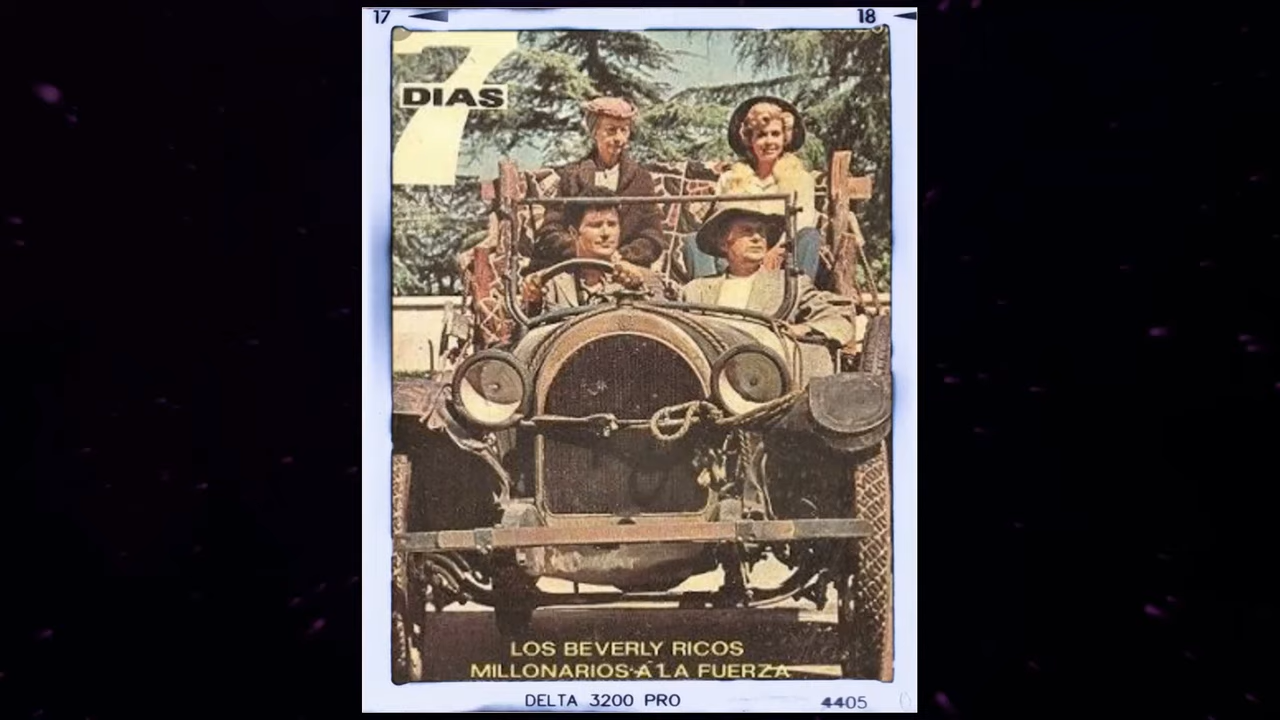 17 18
7
DIAS
LOS BEVERLY RICOS
MILLONARIOS A LA FUERZA
DELTA 3200 PRO 4405